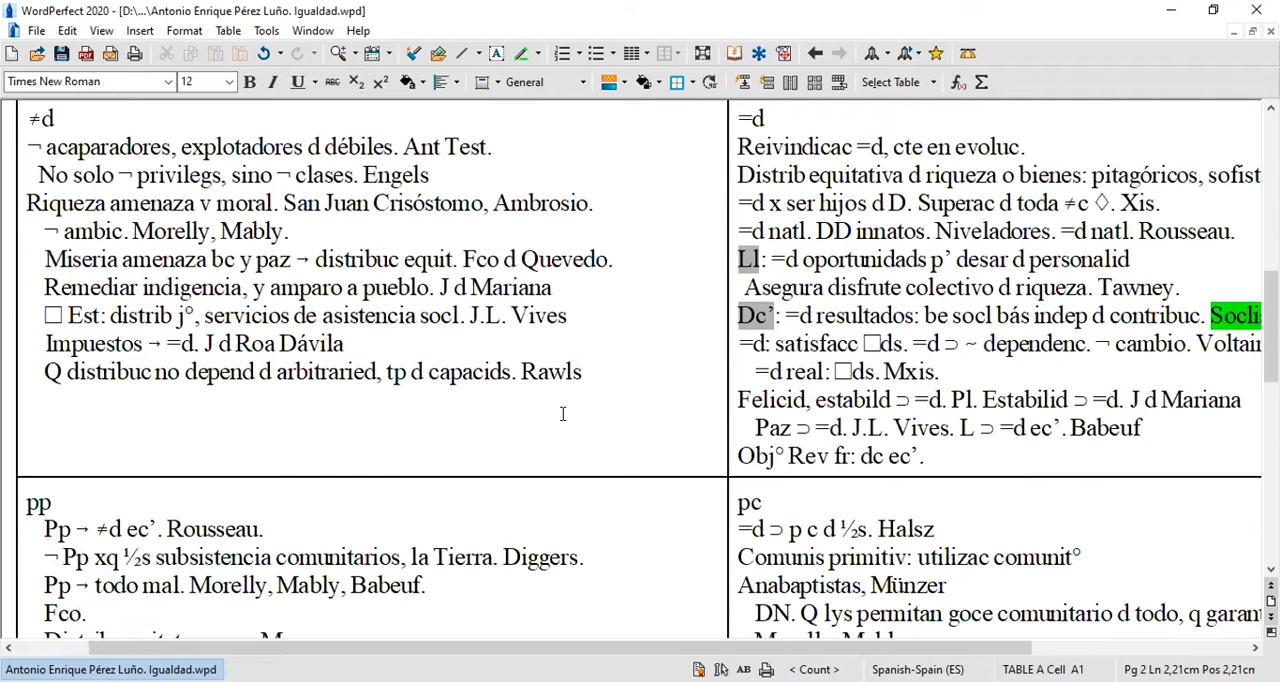 WordPerfect 2020 - [D:\...\Antonio Enrique Pérez Luño. Igualdad.wpd]
File Edit View Insert Format Table Tools Window Help
Times New Roman 12 B I U ABC X₂ X² General Select Table f(x) Σ
≠d
¬ acaparadores, explotadores d débiles. Ant Test.
No solo ¬ privilegs, sino ¬ clases. Engels
Riqueza amenaza v moral. San Juan Crisóstomo, Ambrosio.
¬ ambic. Morelly, Mably.
Miseria amenaza bc y paz → distribuc equit. Fco d Quevedo.
Remediar indigencia, y amparo a pueblo. J d Mariana
□ Est: distrib j°, servicios de asistencia socl. J.L. Vives
Impuestos → =d. J d Roa Dávila
Q distribuc no depend d arbitraried, tp d capacids. Rawls
=d
Reivindicac =d, cte en evoluc.
Distrib equitativa d riqueza o bienes: pitagóricos, sofist
=d x ser hijos d D. Superac d toda ≠c ♢. Xis.
=d natl. DD innatos. Niveladores. =d natl. Rousseau.
Ll: =d oportunidads p’ desar d personalid
Asegura disfrute colectivo d riqueza. Tawney.
Dc’: =d resultados: be socl bás indep d contribuc. Soclis
=d: satisfacc □ds. =d ⊃ ~ dependenc. ¬ cambio. Voltair
=d real: □ds. Mxis.
Felicid, estabild ⊃ =d. Pl. Estabilid ⊃ =d. J d Mariana
Paz ⊃ =d. J.L. Vives. L ⊃ =d ec’. Babeuf
Obj° Rev fr: dc ec’.
pp
Pp → ≠d ec’. Rousseau.
¬ Pp xq ½s subsistencia comunitarios, la Tierra. Diggers.
Pp → todo mal. Morelly, Mably, Babeuf.
Fco.
pc
=d ⊃ p c d ½s. Halsz
Comunis primitiv: utilizac comunit°
Anabaptistas, Münzer
DN. Q lys permitan goce comunitario d todo, q garan
Antonio Enrique Pérez Luño. Igualdad.wpd AB < Count > Spanish-Spain (ES) TABLE A Cell A1 Pg 2 Ln 2,21cm Pos 2,21cm